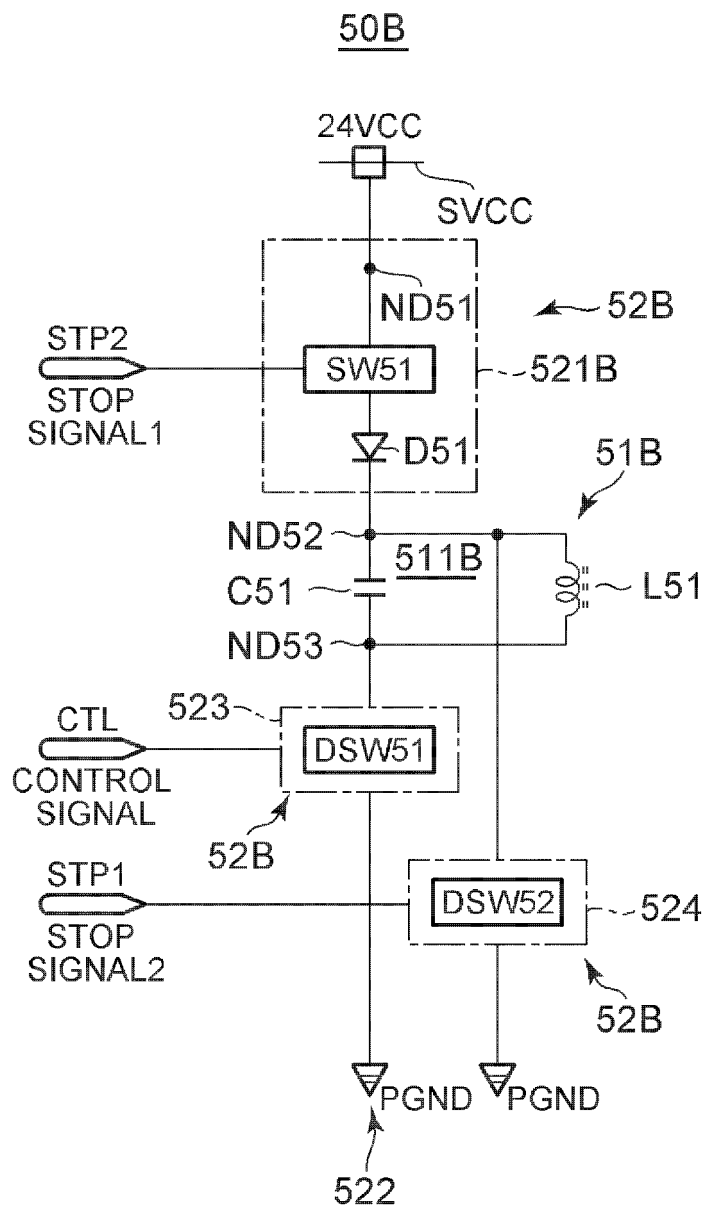 50B
24VCC
SVCC
ND51
52B
STP2
SW51
521B
STOP
SIGNAL1
D51
51B
ND52
511B
C51
L51
ND53
523
CTL
DSW51
CONTROL
SIGNAL
52B
STP1
DSW52
524
STOP
SIGNAL2
52B
PGND
PGND
522